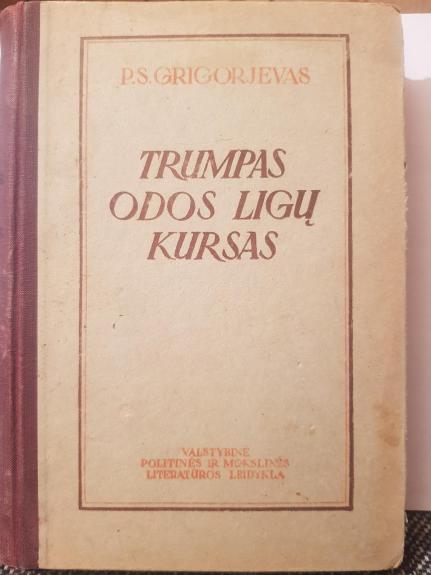 P.S. GRIGORJEVAS
TRUMPAS
ODOS LIGŲ
KURSAS
VALSTYBINĖ
POLITINĖS IR MOKSLINĖS
LITERATŪROS LEIDYKLA